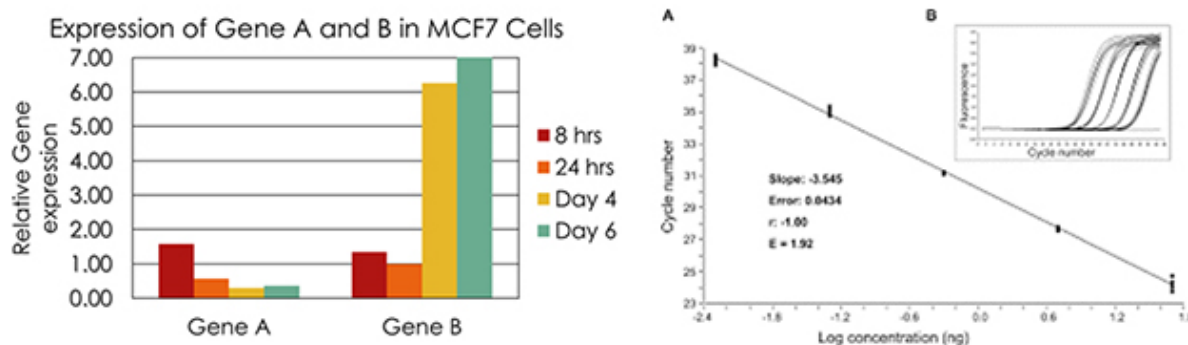 Expression of Gene A and B in MCF7 Cells
Relative Gene
expression
7.00
6.00
5.00
4.00
3.00
2.00
1.00
0.00
Gene A
Gene B
8 hrs
24 hrs
Day 4
Day 6
A
Cycle number
39
37
35
33
31
29
27
25
23
Slope: -3.545
Error: 0.0434
r: -1.00
E = 1.92
-2.4
-1.8
-1.2
-0.6
0.0
0.6
1.2
1.8
Log concentration (ng)
B
Fluorescence
Cycle number